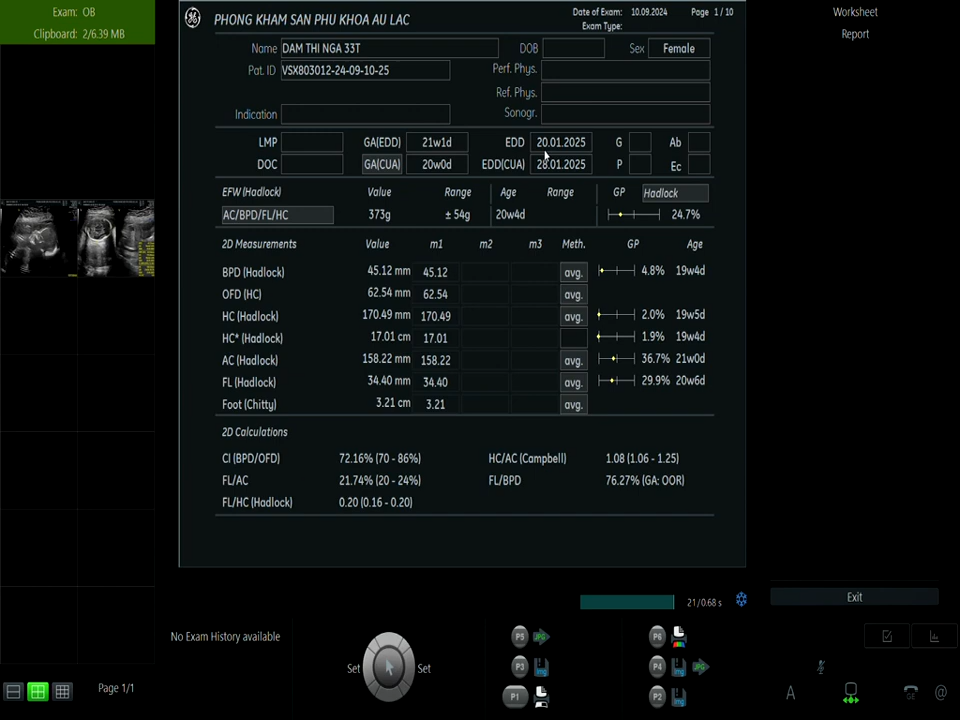 Exam: OB
Clipboard: 2/6.39 MB
PHONG KHAM SAN PHU KHOA AU LAC
Date of Exam: 10.09.2024 Page 1 / 10
Exam Type:
Worksheet
Report
Name DAM THI NGA 33T DOB Sex Female
Pat. ID VSX803012-24-09-10-25 Perf. Phys.
Ref. Phys.
Indication Sonogr.
LMP GA(EDD) 21w1d EDD 20.01.2025 G Ab
DOC GA(CUA) 20w0d EDD(CUA) 28.01.2025 P Ec
EFW (Hadlock) Value Range Age Range GP Hadlock
AC/BPD/FL/HC 373g ± 54g 20w4d 24.7%
2D Measurements Value m1 m2 m3 Meth. GP Age
BPD (Hadlock) 45.12 mm 45.12 avg. 4.8% 19w4d
OFD (HC) 62.54 mm 62.54 avg.
HC (Hadlock) 170.49 mm 170.49 avg. 2.0% 19w5d
HC* (Hadlock) 17.01 cm 17.01 1.9% 19w4d
AC (Hadlock) 158.22 mm 158.22 avg. 36.7% 21w0d
FL (Hadlock) 34.40 mm 34.40 avg. 29.9% 20w6d
Foot (Chitty) 3.21 cm 3.21 avg.
2D Calculations
CI (BPD/OFD) 72.16% (70 - 86%) HC/AC (Campbell) 1.08 (1.06 - 1.25)
FL/AC 21.74% (20 - 24%) FL/BPD 76.27% (GA: OOR)
FL/HC (Hadlock) 0.20 (0.16 - 0.20)
21/0.68 s
Exit
No Exam History available
Set Set
P5 JPG P6
P3 img P4 img JPG
P1 P2 img
Page 1/1
A GE @